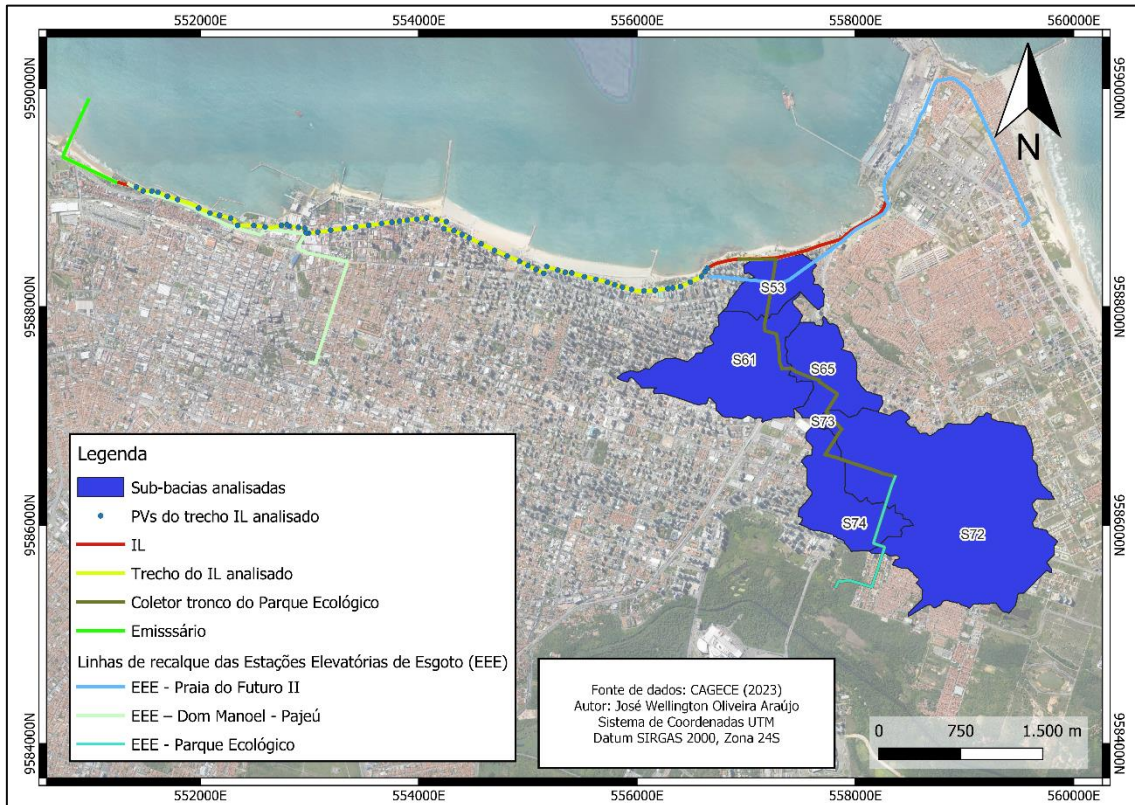 552000E 554000E 556000E 558000E 560000E
9590000N 9590000N
N
9588000N 9588000N
S53
S61
S65
S73
9586000N 9586000N
S74
S72
9584000N 9584000N
Legenda
Sub-bacias analisadas
PVs do trecho IL analisado
IL
Trecho do IL analisado
Coletor tronco do Parque Ecológico
Emisssário
Linhas de recalque das Estações Elevatórias de Esgoto (EEE)
EEE - Praia do Futuro II
EEE – Dom Manoel - Pajeú
EEE - Parque Ecológico
Fonte de dados: CAGECE (2023)
Autor: José Wellington Oliveira Araújo
Sistema de Coordenadas UTM
Datum SIRGAS 2000, Zona 24S
0 750 1.500 m
552000E 554000E 556000E 558000E 560000E